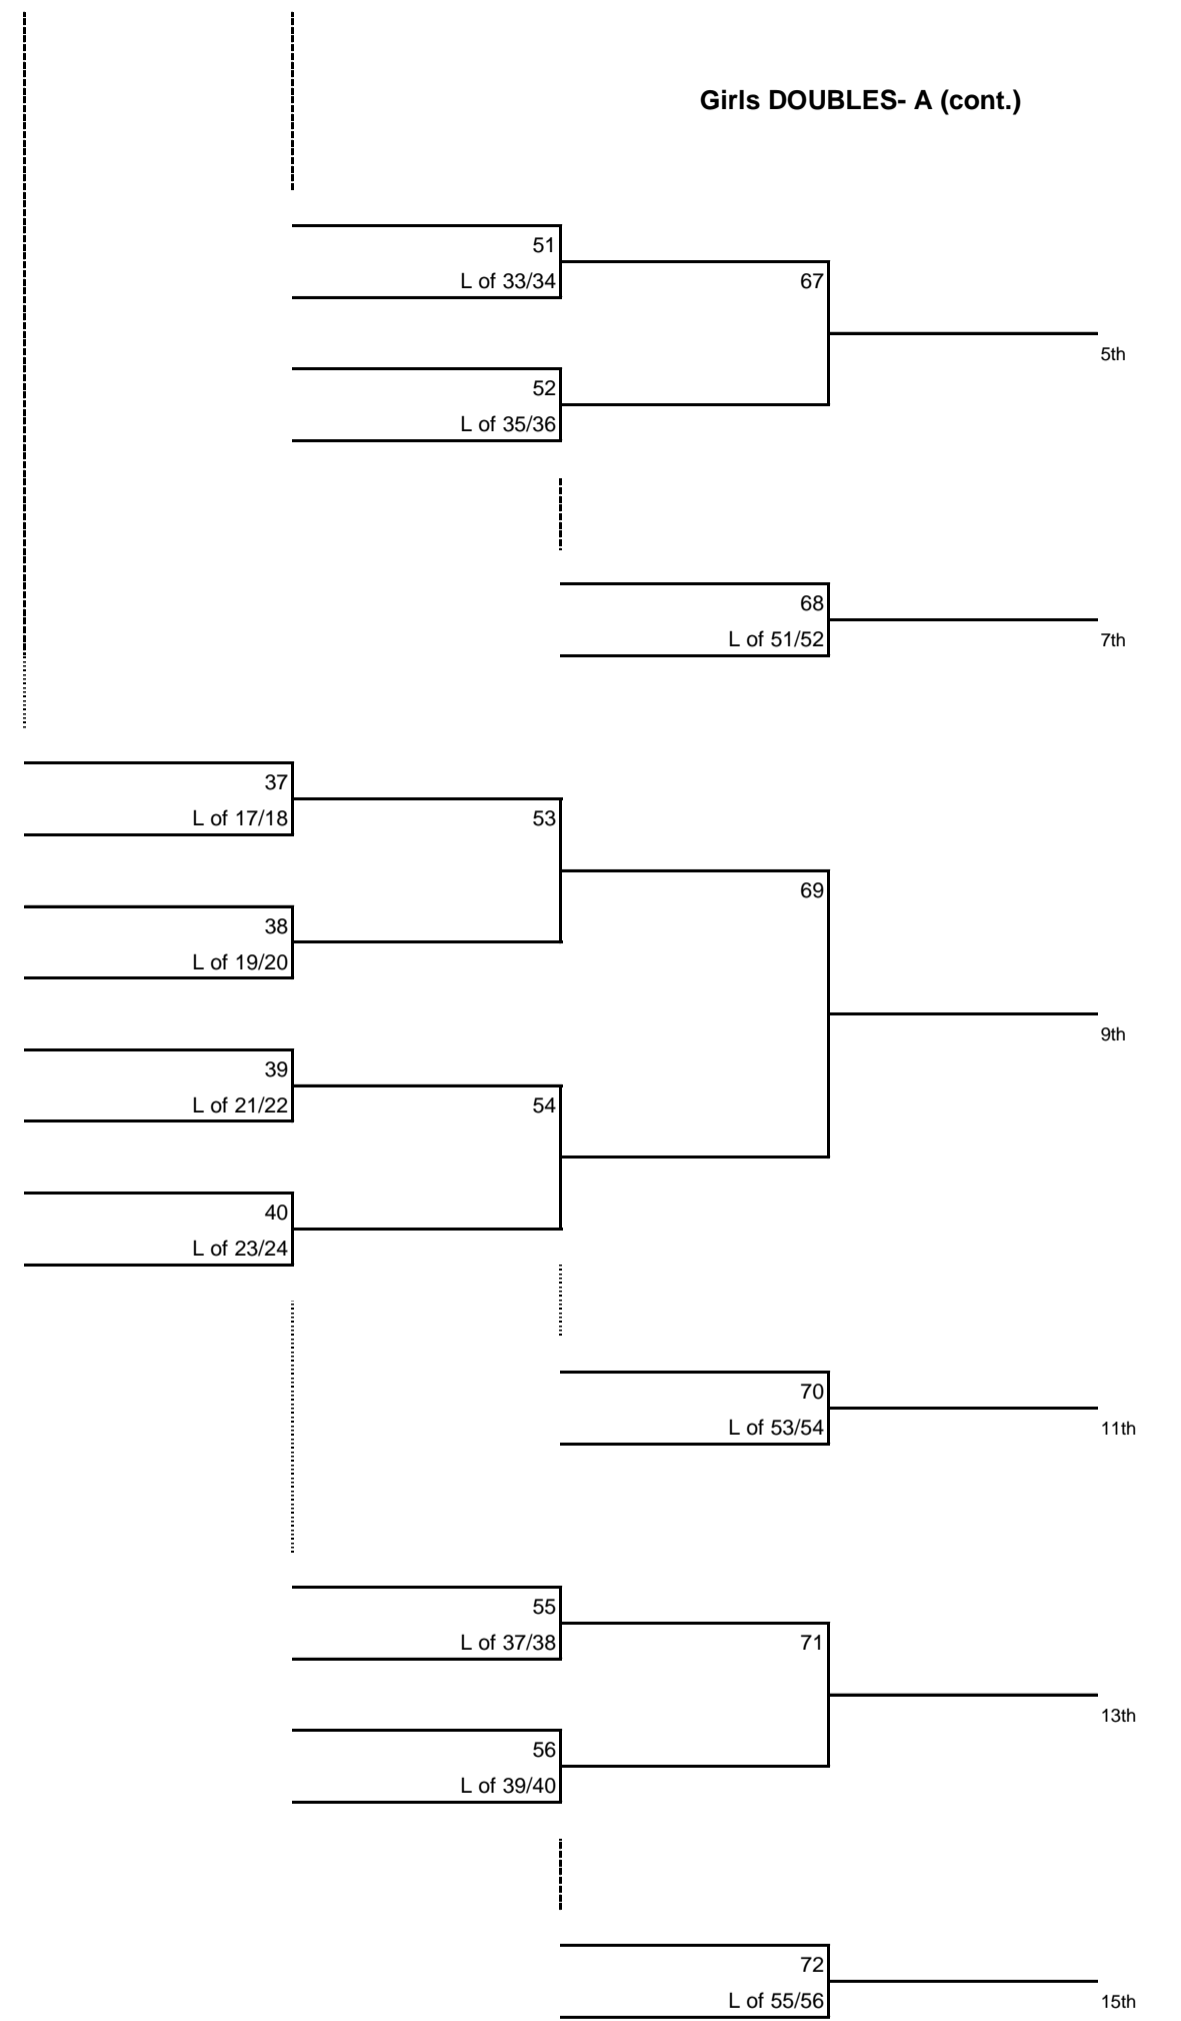 Girls DOUBLES- A (cont.)
51
L of 33/34
67
5th
52
L of 35/36
68
L of 51/52
7th
37
L of 17/18
53
69
38
L of 19/20
9th
39
L of 21/22
54
40
L of 23/24
70
L of 53/54
11th
55
L of 37/38
71
13th
56
L of 39/40
72
L of 55/56
15th